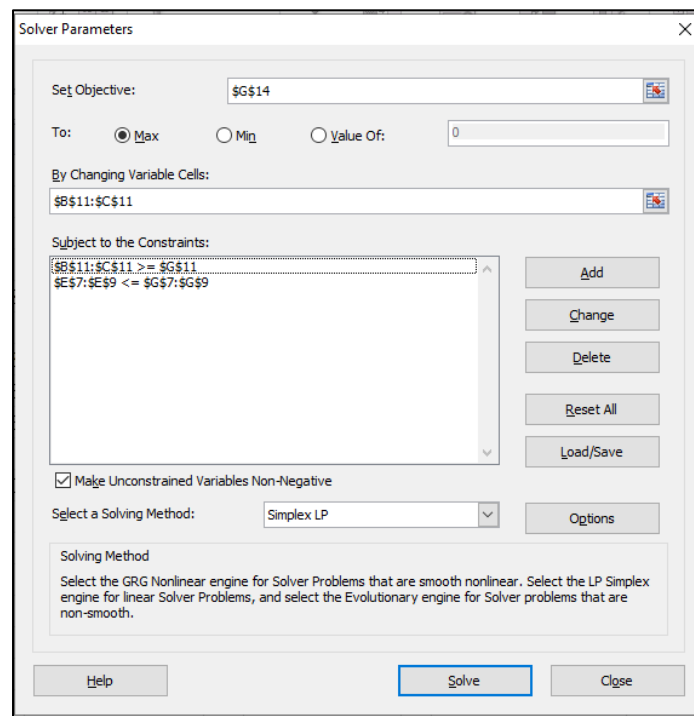 Solver Parameters
Set Objective: $G$14
To: Max Min Value Of: 0
By Changing Variable Cells:
$B$11:$C$11
Subject to the Constraints:
$B$11:$C$11 >= $G$11
$E$7:$E$9 <= $G$7:$G$9
Add
Change
Delete
Reset All
Load/Save
Make Unconstrained Variables Non-Negative
Select a Solving Method: Simplex LP
Options
Solving Method
Select the GRG Nonlinear engine for Solver Problems that are smooth nonlinear. Select the LP Simplex
engine for linear Solver Problems, and select the Evolutionary engine for Solver problems that are
non-smooth.
Help Solve Close